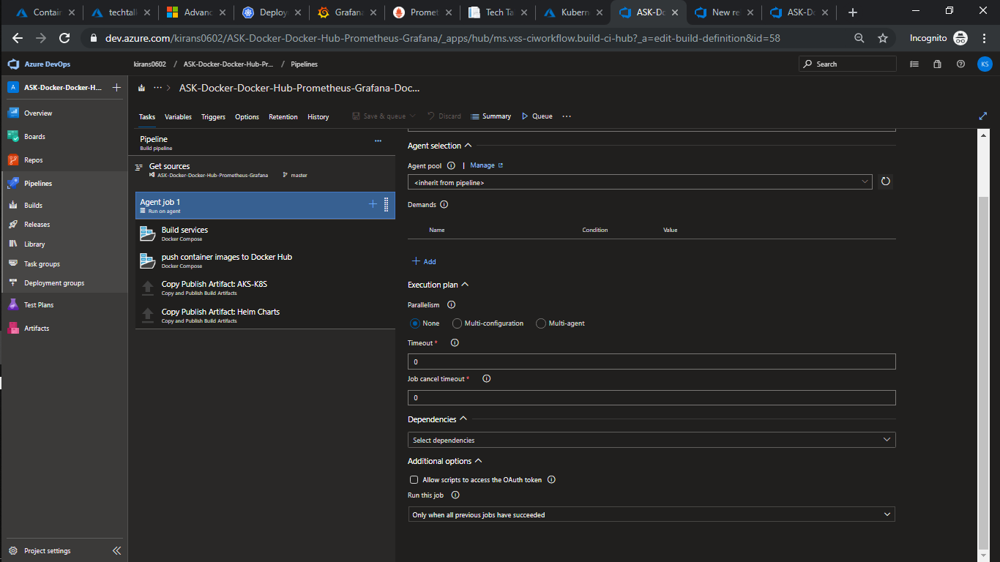 Contain
techtalk
Advanc
Deploy
Grafana
Promet
Tech Ta
Kubern
ASK-Do
New re
ASK-Do
dev.azure.com/kirans0602/ASK-Docker-Docker-Hub-Prometheus-Grafana/_apps/hub/ms.vss-ciworkflow.build-ci-hub?_a=edit-build-definition&id=58
Incognito
Azure DevOps
kirans0602 / ASK-Docker-Docker-Hub-Pr... / Pipelines
Search
KS
A ASK-Docker-Docker-H...
Overview
Boards
Repos
Pipelines
Builds
Releases
Library
Task groups
Deployment groups
Test Plans
Artifacts
Project settings
ASK-Docker-Docker-Hub-Prometheus-Grafana-Doc...
Tasks Variables Triggers Options Retention History Save & queue Discard Summary Queue
Pipeline
Build pipeline
Get sources
ASK-Docker-Docker-Hub-Prometheus-Grafana master
Agent job 1
Run on agent
Build services
Docker Compose
push container images to Docker Hub
Docker Compose
Copy Publish Artifact: AKS-K8S
Copy and Publish Build Artifacts
Copy Publish Artifact: Helm Charts
Copy and Publish Build Artifacts
Agent selection
Agent pool | Manage
<inherit from pipeline>
Demands
Name Condition Value
Add
Execution plan
Parallelism
None Multi-configuration Multi-agent
Timeout *
0
Job cancel timeout *
0
Dependencies
Select dependencies
Additional options
Allow scripts to access the OAuth token
Run this job
Only when all previous jobs have succeeded